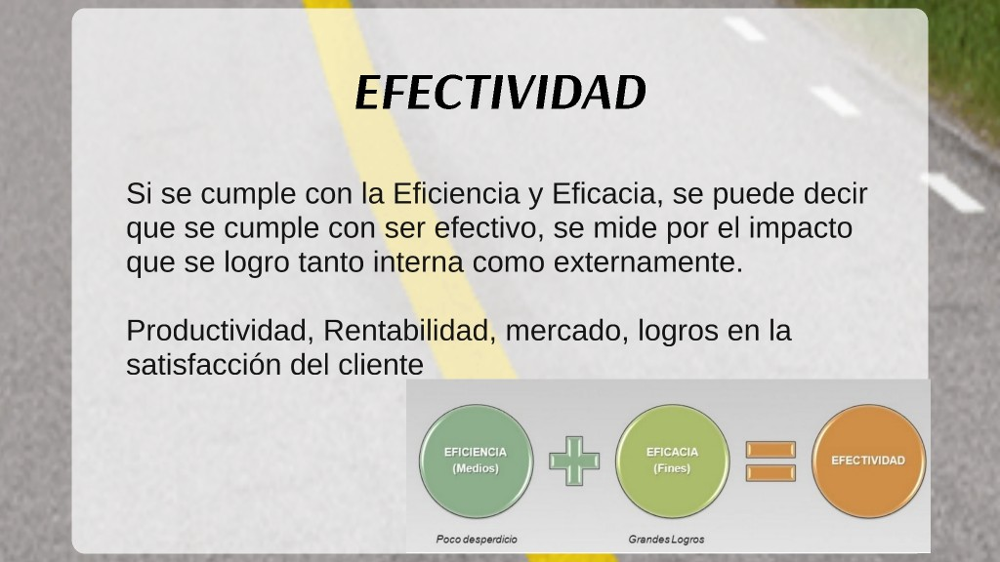 EFECTIVIDAD
Si se cumple con la Eficiencia y Eficacia, se puede decir
que se cumple con ser efectivo, se mide por el impacto
que se logro tanto interna como externamente.
Productividad, Rentabilidad, mercado, logros en la
satisfacción del cliente
EFICIENCIA
(Medios)
EFICACIA
(Fines)
EFECTIVIDAD
Poco desperdicio
Grandes Logros